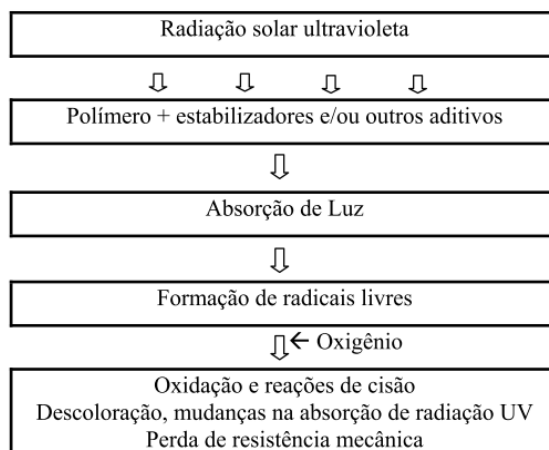 Radiação solar ultravioleta
Polímero + estabilizadores e/ou outros aditivos
Absorção de Luz
Formação de radicais livres
← Oxigênio
Oxidação e reações de cisão
Descoloração, mudanças na absorção de radiação UV
Perda de resistência mecânica